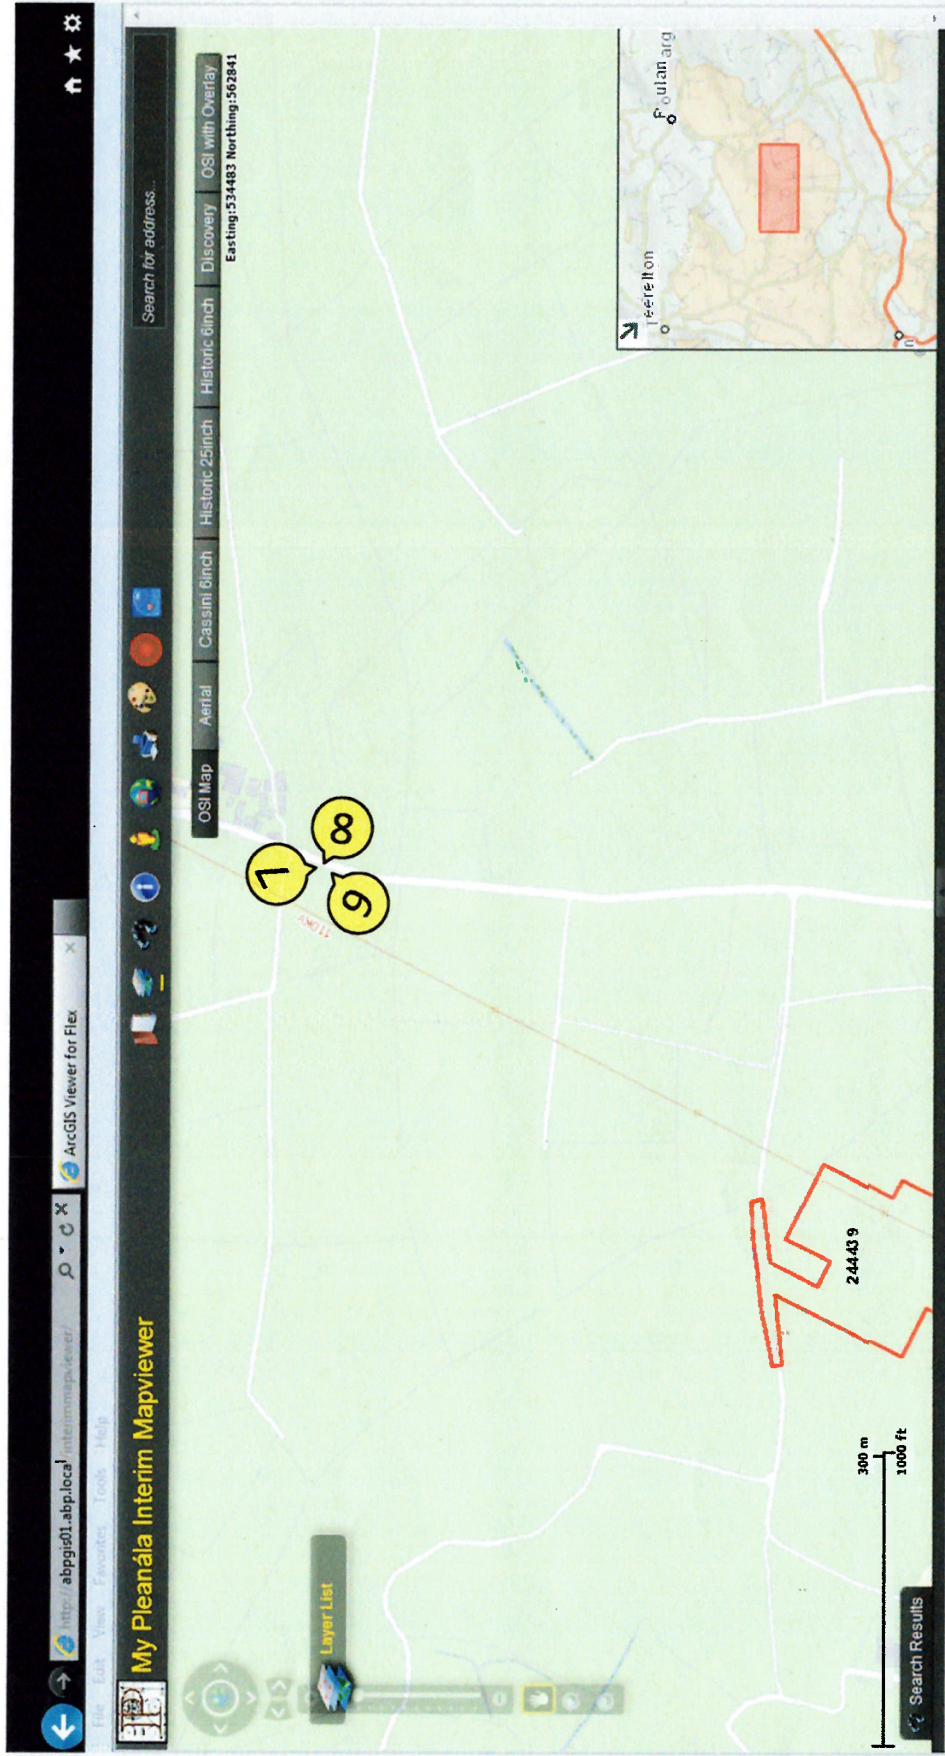 http://abpgis01.abp.local/interimmapviewer/
ArcGIS Viewer for Flex
File Edit View Favorites Tools Help
My Pleanála Interim Mapviewer
Search for address...
OSI Map Aerial Cassini 6inch Historic 25inch Historic 6inch Discovery OSI with Overlay
Easting:534483 Northing:562841
Layer List
110KV
7
8
9
Teerelton
Foulanarg
244439
300 m
1000 ft
Search Results